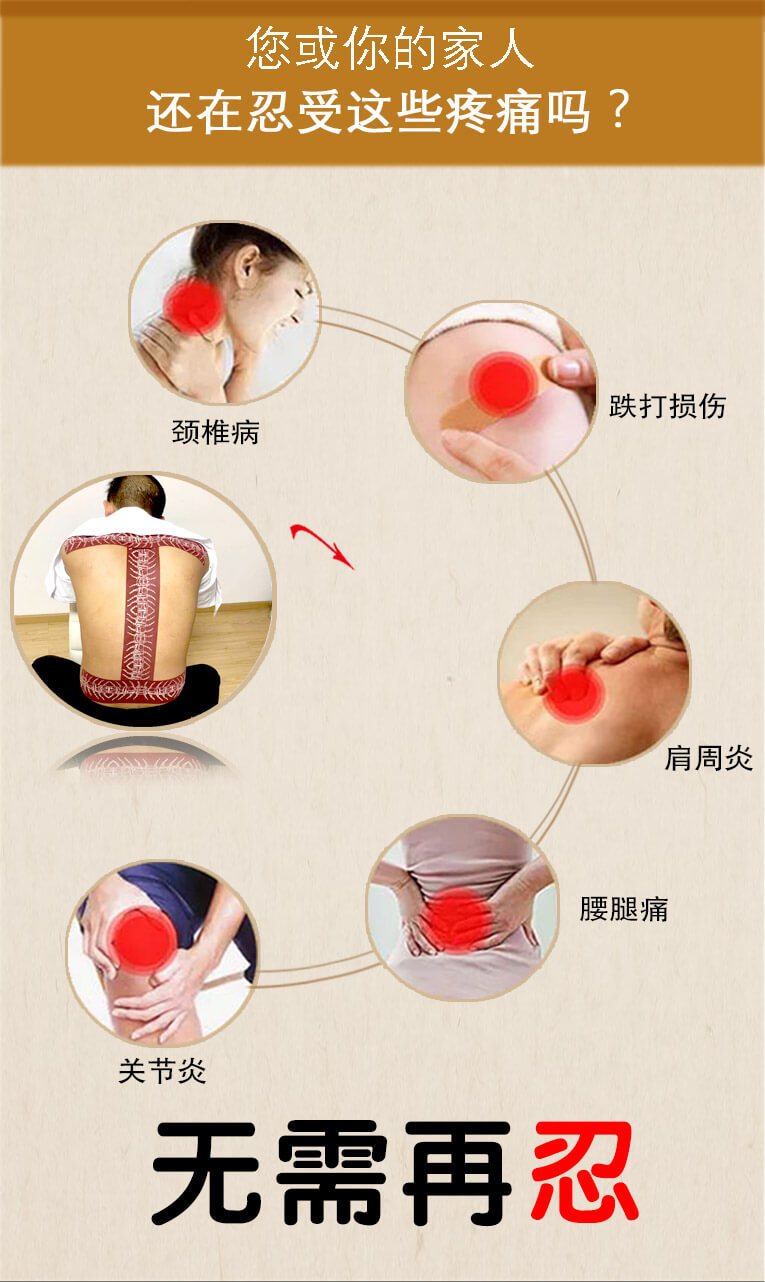 您或你的家人
还在忍受这些疼痛吗？
颈椎病
跌打损伤
肩周炎
腰腿痛
关节炎
无需再忍